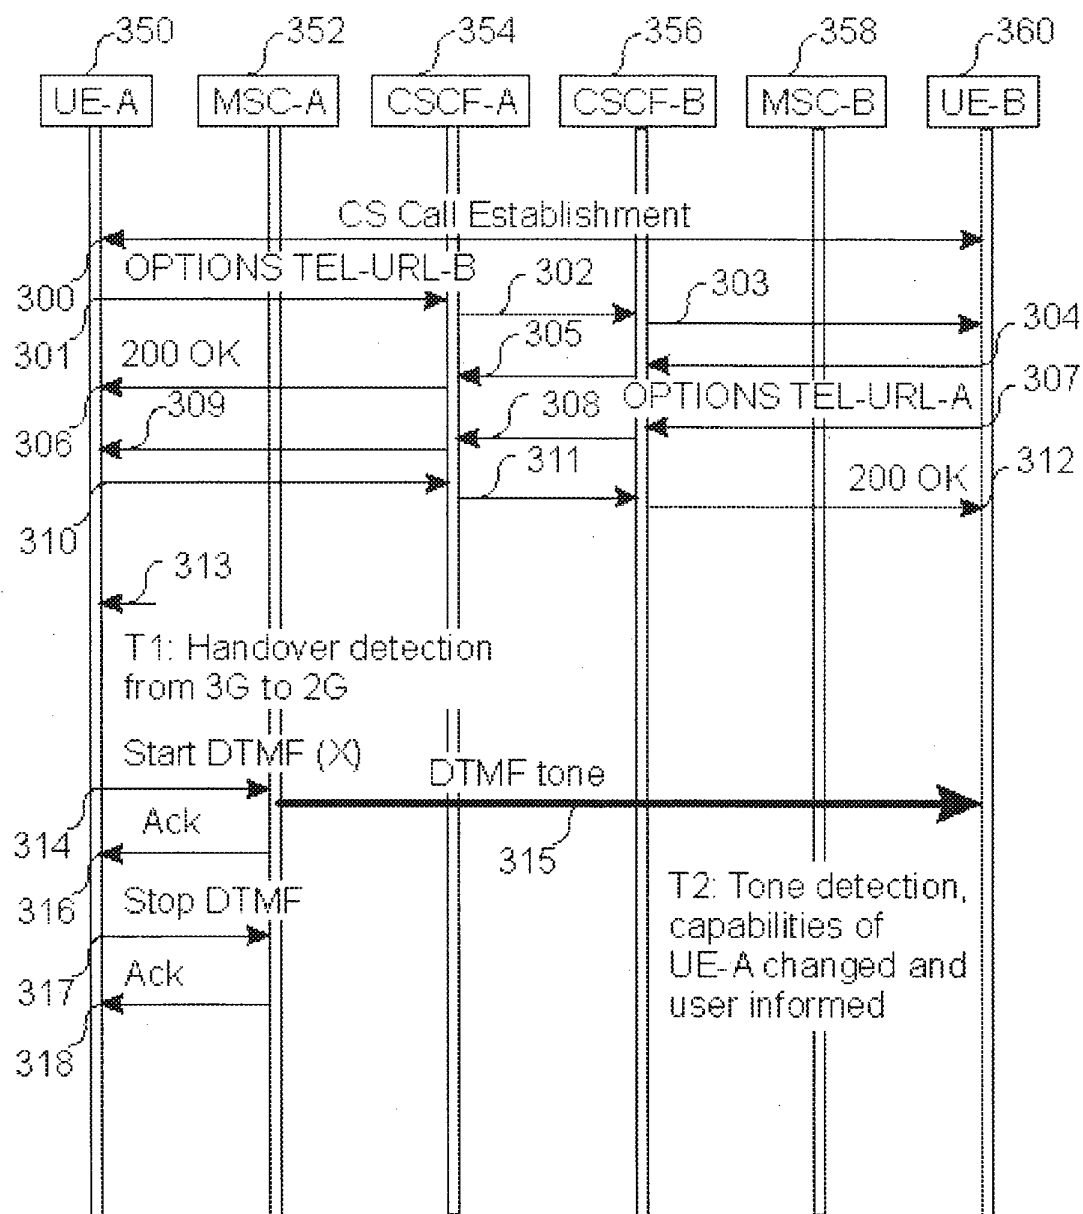 350 352 354 356 358 360
UE-A MSC-A CSCF-A CSCF-B MSC-B UE-B
CS Call Establishment
300
OPTIONS TEL-URL-B
302
303
301
304
200 OK
305
306
OPTIONS TEL-URL-A
307
309
308
310
311
200 OK
312
313
T1: Handover detection
from 3G to 2G
Start DTMF (X)
DTMF tone
314
315
Ack
316
Stop DTMF
317
Ack
318
T2: Tone detection,
capabilities of
UE-A changed and
user informed